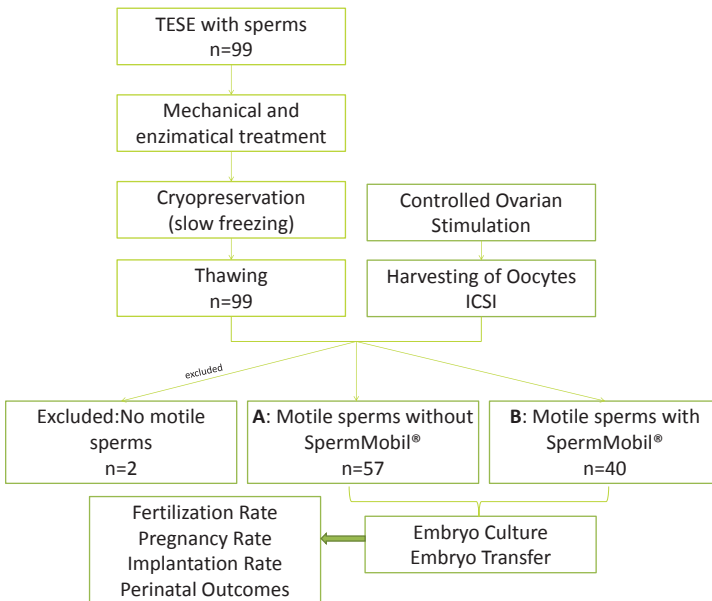 TESE with sperms
n=99
Mechanical and
enzimatical treatment
Cryopreservation
(slow freezing)
Controlled Ovarian
Stimulation
Thawing
n=99
Harvesting of Oocytes
ICSI
excluded
Excluded:No motile
sperms
n=2
A: Motile sperms without
SpermMobil®
n=57
B: Motile sperms with
SpermMobil®
n=40
Fertilization Rate
Pregnancy Rate
Implantation Rate
Perinatal Outcomes
Embryo Culture
Embryo Transfer